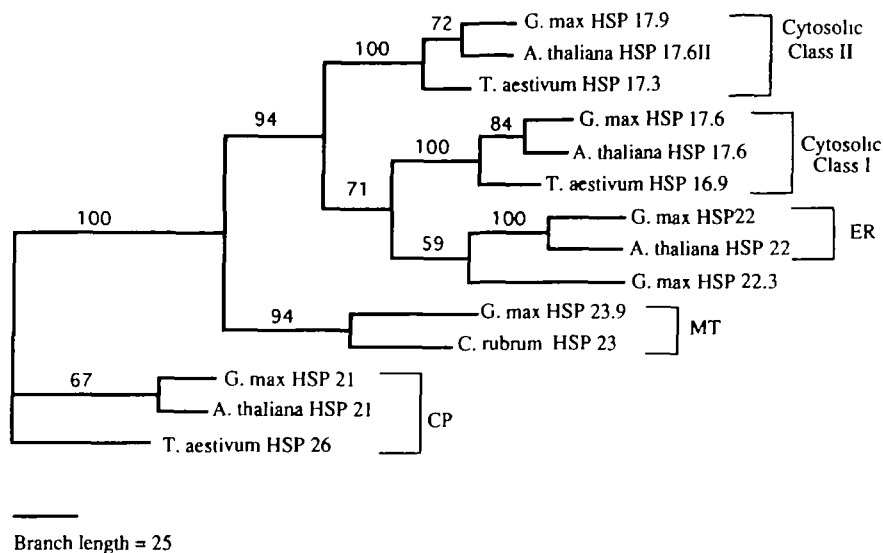 72
G. max HSP 17.9
Cytosolic
Class II
100
A. thaliana HSP 17.6II
T. aestivum HSP 17.3
94
84
G. max HSP 17.6
Cytosolic
Class I
100
A. thaliana HSP 17.6
71
T. aestivum HSP 16.9
100
100
G. max HSP22
ER
59
A. thaliana HSP 22
G. max HSP 22.3
94
G. max HSP 23.9
MT
C. rubrum HSP 23
67
G. max HSP 21
A. thaliana HSP 21
CP
T. aestivum HSP 26
Branch length = 25